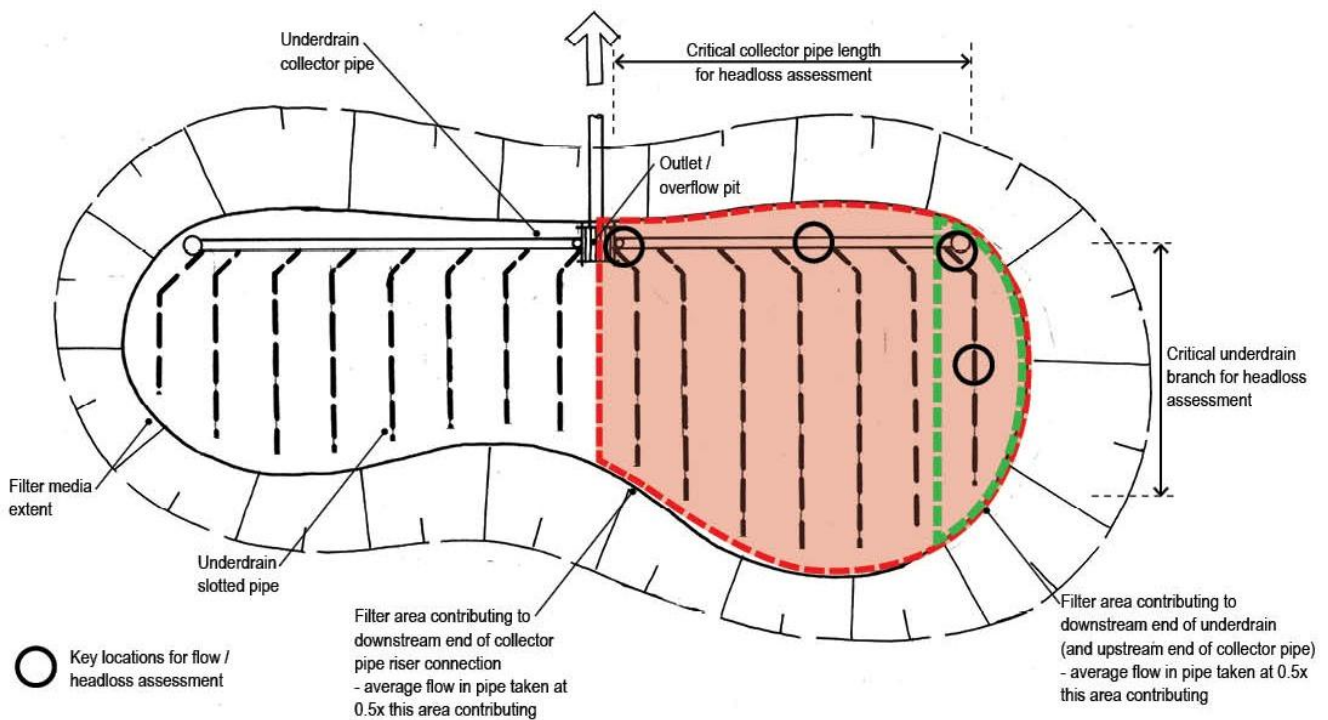 Underdrain
collector pipe
Critical collector pipe length
for headloss assessment
Outlet /
overflow pit
Critical underdrain
branch for headloss
assessment
Filter media
extent
Underdrain
slotted pipe
Filter area contributing to
downstream end of collector
pipe riser connection
- average flow in pipe taken at
0.5x this area contributing
Filter area contributing to
downstream end of underdrain
(and upstream end of collector pipe)
- average flow in pipe taken at 0.5x
this area contributing
Key locations for flow /
headloss assessment